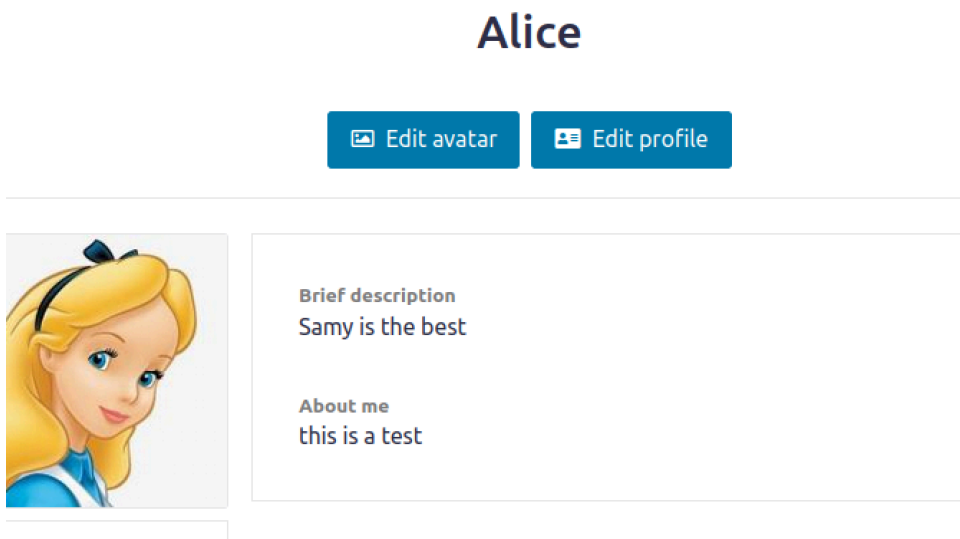 Alice
Edit avatar
Edit profile
Brief description
Samy is the best
About me
this is a test